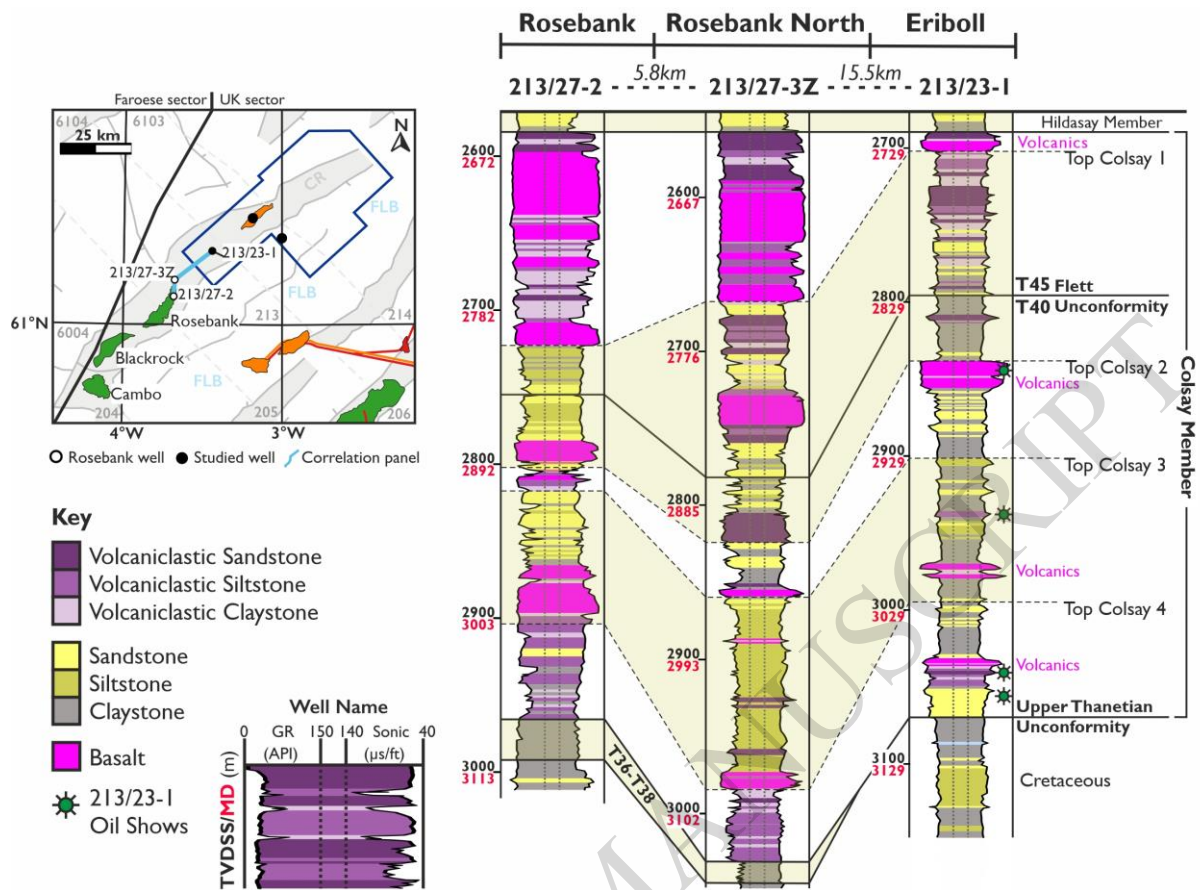 Rosebank
Rosebank North
Eriboll
5.8km
15.5km
213/27-2
213/27-3Z
213/23-1
Faroese sector
UK sector
6104
6103
25 km
N
CR
FLB
213/23-1
213/27-3Z
213/27-2
FLB
61°N
6004
Rosebank
213
214
Blackrock
FLB
Cambo
204
205
206
4°W
3°W
Rosebank well
Studied well
Correlation panel
Key
Volcaniclastic Sandstone
Volcaniclastic Siltstone
Volcaniclastic Claystone
Sandstone
Siltstone
Claystone
Basalt
213/23-1
Oil Shows
Well Name
0
GR
(API)
150
140
Sonic
(µs/ft)
40
TVDSS/MD (m)
2600
2672
2700
2782
2800
2892
2900
3003
3000
3113
T36-T38
2600
2667
2700
2776
2800
2885
2900
2993
3000
3102
2700
2729
2800
2829
2900
2929
3000
3029
3100
3129
Hildasay Member
Volcanics
Top Colsay 1
T45 Flett
T40 Unconformity
Top Colsay 2
Volcanics
Top Colsay 3
Volcanics
Top Colsay 4
Volcanics
Upper Thanetian
Unconformity
Cretaceous
Colsay Member
MANUSCRIPT